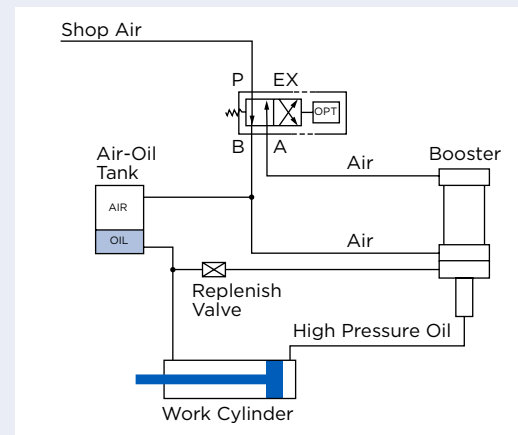 Shop Air
P
EX
OPT
B
A
Air-Oil
Tank
Air
Booster
AIR
OIL
Air
Replenish
Valve
High Pressure Oil
Work Cylinder